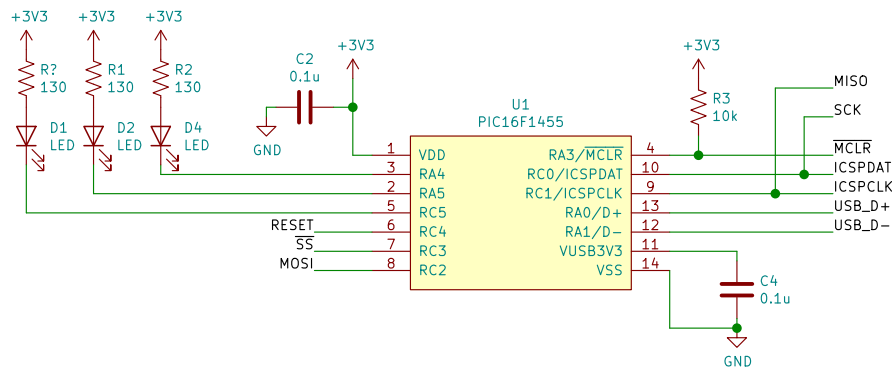 +3V3
+3V3
+3V3
R?
130
R1
130
R2
130
D1
LED
D2
LED
D4
LED
C2
0.1u
GND
+3V3
+3V3
R3
10k
U1
PIC16F1455
1
VDD
3
RA4
2
RA5
5
RC5
6
RC4
7
RC3
8
RC2
RESET
SS
MOSI
RA3/MCLR
4
RC0/ICSPDAT
10
RC1/ICSPCLK
9
RA0/D+
13
RA1/D-
12
VUSB3V3
11
VSS
14
MISO
SCK
MCLR
ICSPDAT
ICSPCLK
USB_D+
USB_D-
C4
0.1u
GND